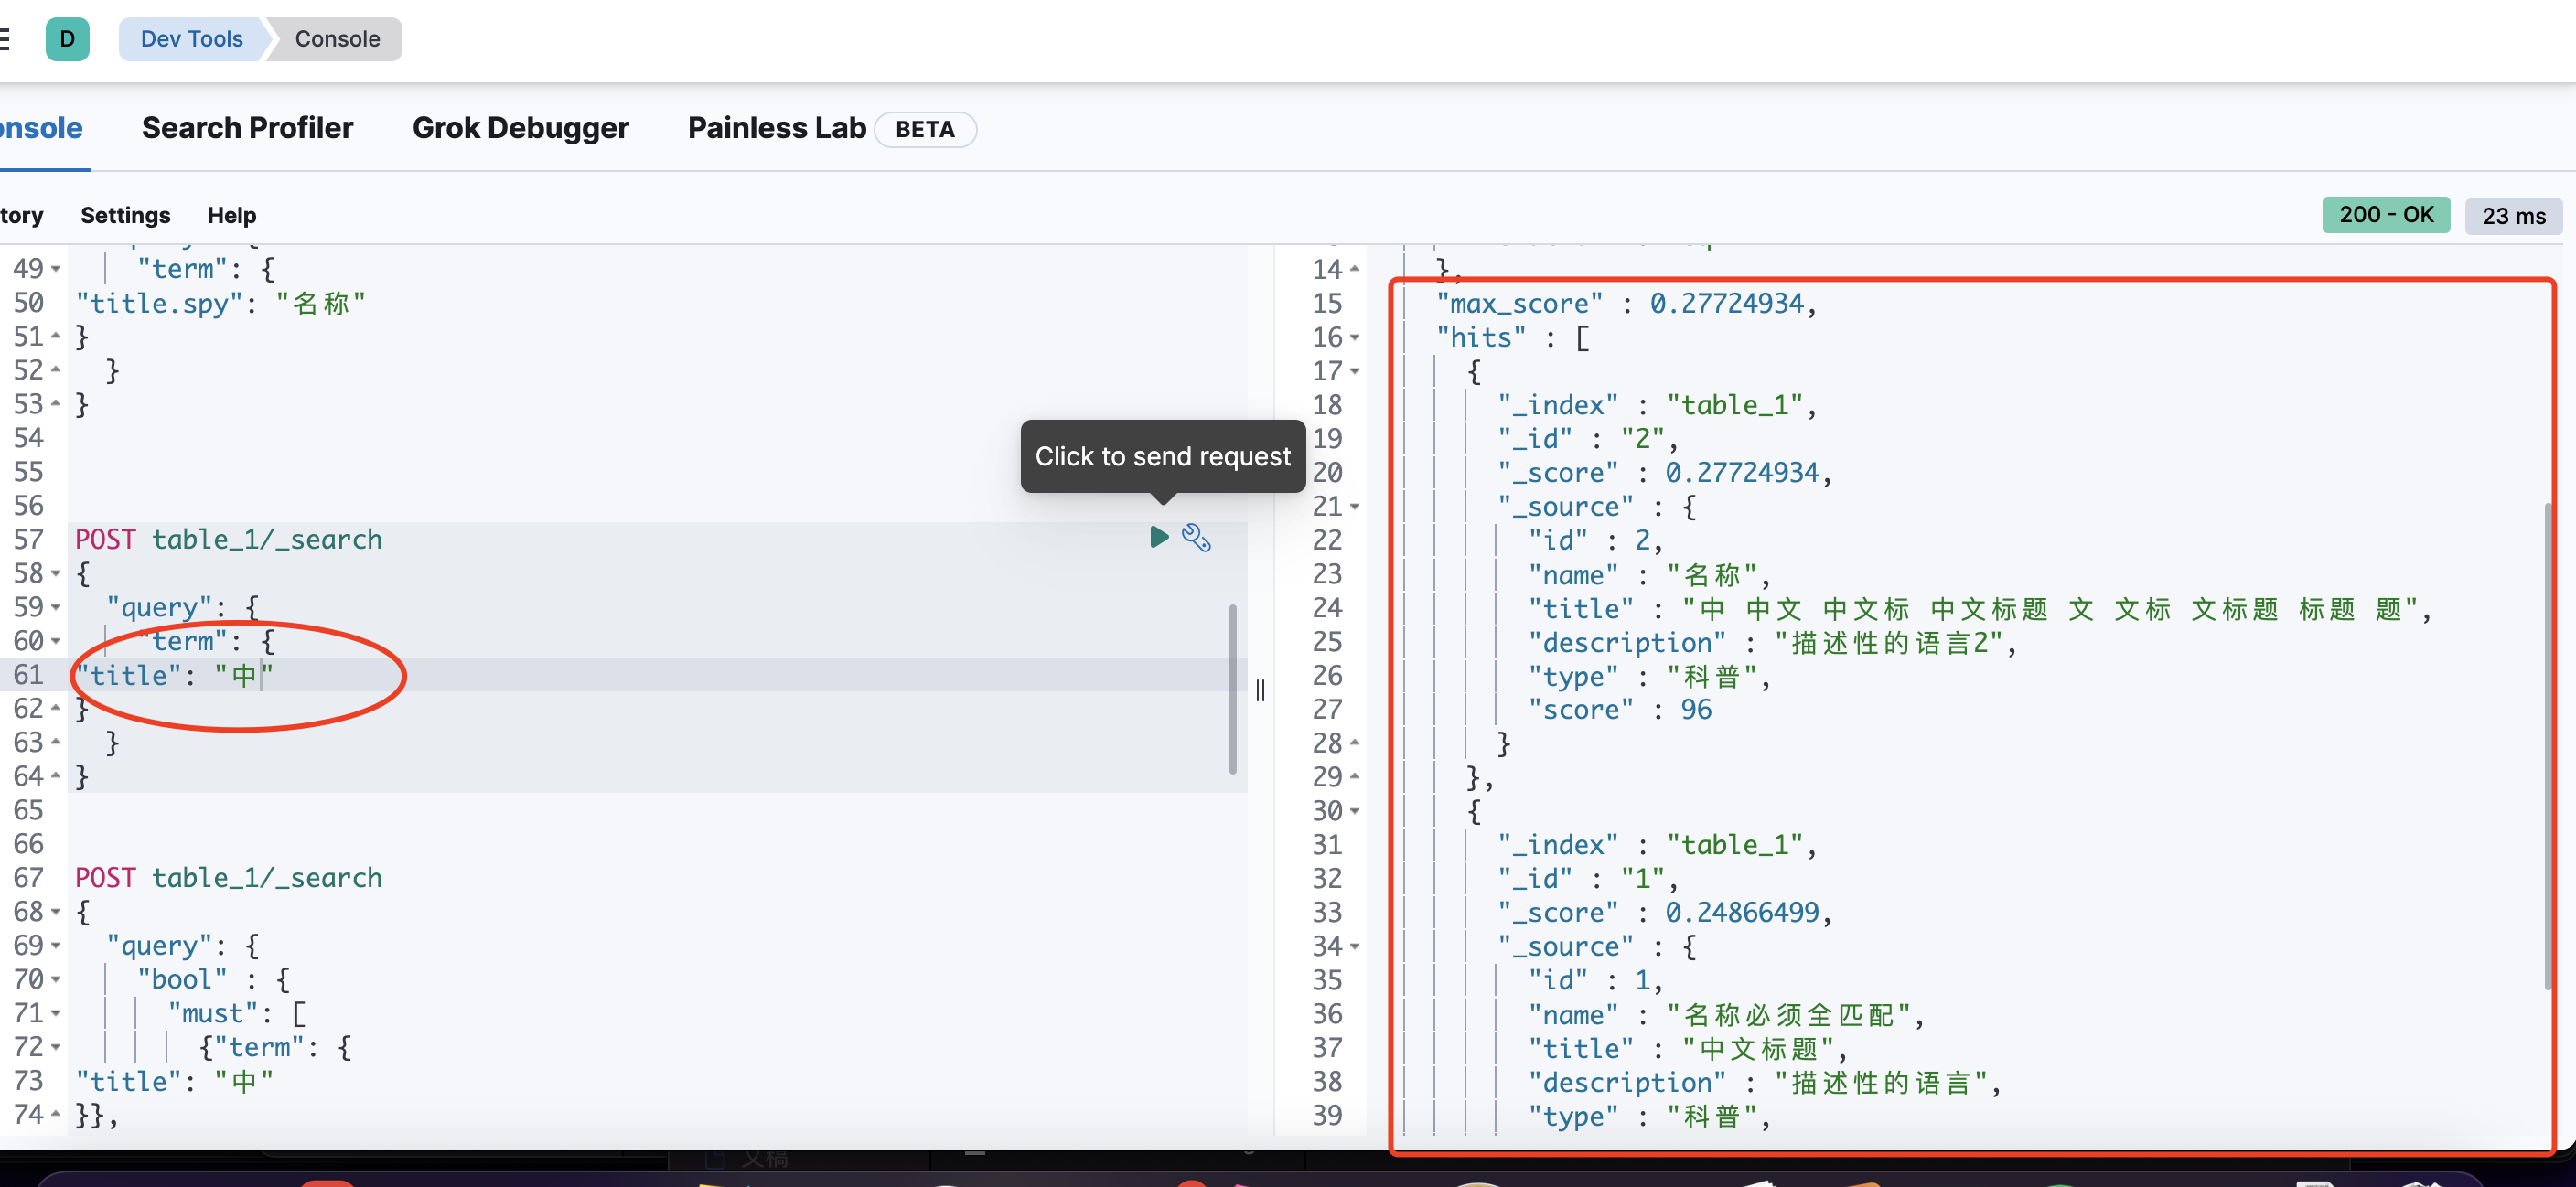 D Dev Tools Console
onsole Search Profiler Grok Debugger Painless Lab BETA
tory Settings Help 200 - OK 23 ms
49 "term": {
50 "title.spy": "名称"
51 }
52 }
53 }
54
55
56
57 POST table_1/_search
58 {
59 "query": {
60 "term": {
61 "title": "中"
62 }
63 }
64 }
65
66
67 POST table_1/_search
68 {
69 "query": {
70 "bool" : {
71 "must": [
72 {"term": {
73 "title": "中"
74 }},
Click to send request
14 },
15 "max_score" : 0.27724934,
16 "hits" : [
17 {
18 "_index" : "table_1",
19 "_id" : "2",
20 "_score" : 0.27724934,
21 "_source" : {
22 "id" : 2,
23 "name" : "名称",
24 "title" : "中 中文 中文标 中文标题 文 文标 文标题 标题 题",
25 "description" : "描述性的语言2",
26 "type" : "科普",
27 "score" : 96
28 }
29 },
30 {
31 "_index" : "table_1",
32 "_id" : "1",
33 "_score" : 0.24866499,
34 "_source" : {
35 "id" : 1,
36 "name" : "名称必须全匹配",
37 "title" : "中文标题",
38 "description" : "描述性的语言",
39 "type" : "科普",
文稿